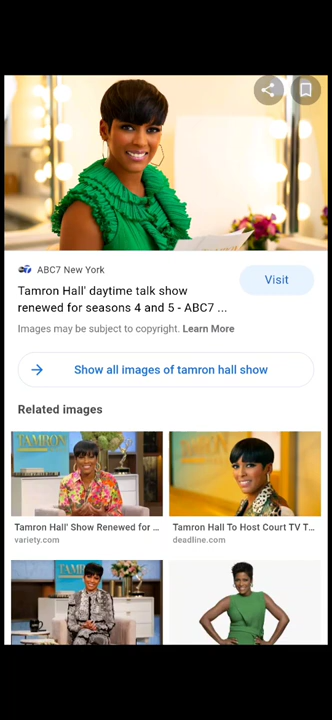 ABC7 New York
Tamron Hall' daytime talk show
renewed for seasons 4 and 5 - ABC7 ...
Visit
Images may be subject to copyright. Learn More
Show all images of tamron hall show
Related images
TAMRON
Tamron Hall' Show Renewed for ...
variety.com
Tamron Hall To Host Court TV T...
deadline.com
TAM